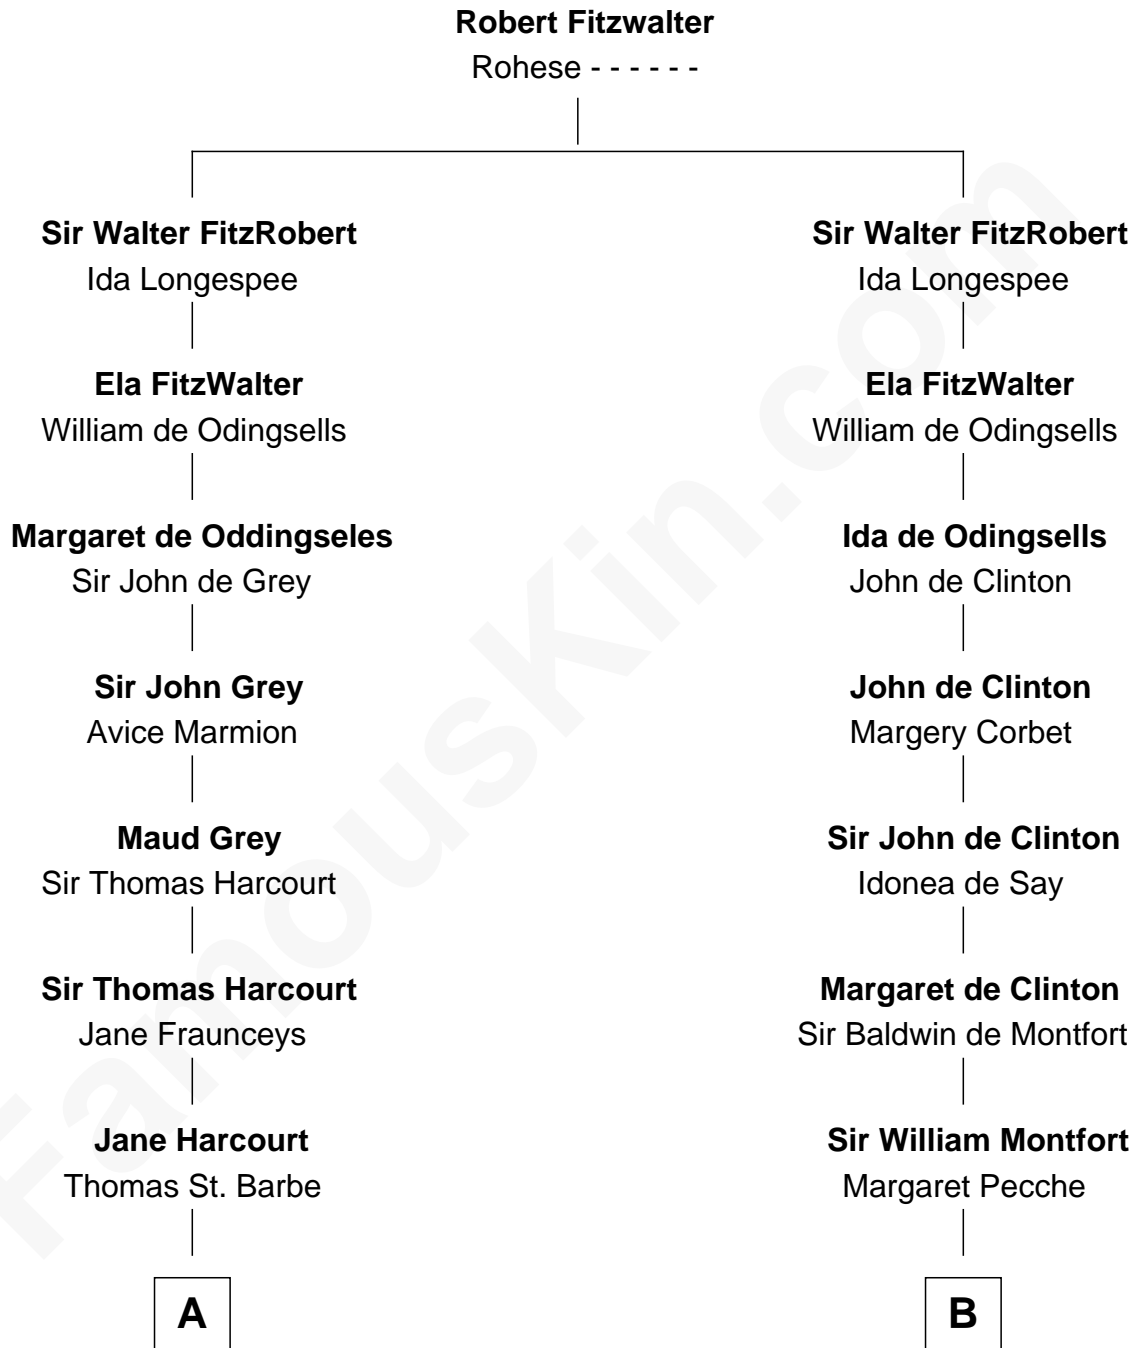 Robert Fitzwalter
Rohese - - - - - -
Sir Walter FitzRobert
Ida Longespee
Ela FitzWalter
William de Odingsells
Margaret de Oddingseles
Sir John de Grey
Sir John Grey
Avice Marmion
Maud Grey
Sir Thomas Harcourt
Sir Thomas Harcourt
Jane Fraunceys
Jane Harcourt
Thomas St. Barbe
A
Sir Walter FitzRobert
Ida Longespee
Ela FitzWalter
William de Odingsells
Ida de Odingsells
John de Clinton
John de Clinton
Margery Corbet
Sir John de Clinton
Idonea de Say
Margaret de Clinton
Sir Baldwin de Montfort
Sir William Montfort
Margaret Pecche
B
FamousKin.com